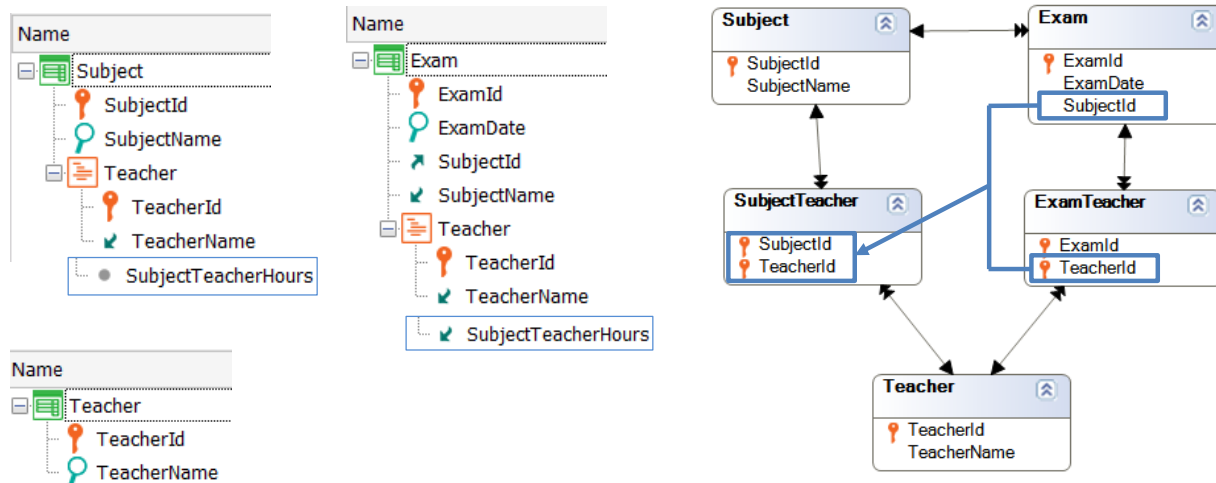 Name
Subject
SubjectId
SubjectName
Teacher
TeacherId
TeacherName
SubjectTeacherHours
Name
Exam
ExamId
ExamDate
SubjectId
SubjectName
Teacher
TeacherId
TeacherName
SubjectTeacherHours
Name
Teacher
TeacherId
TeacherName
Subject
SubjectId
SubjectName
Exam
ExamId
ExamDate
SubjectId
SubjectTeacher
SubjectId
TeacherId
ExamTeacher
ExamId
TeacherId
Teacher
TeacherId
TeacherName